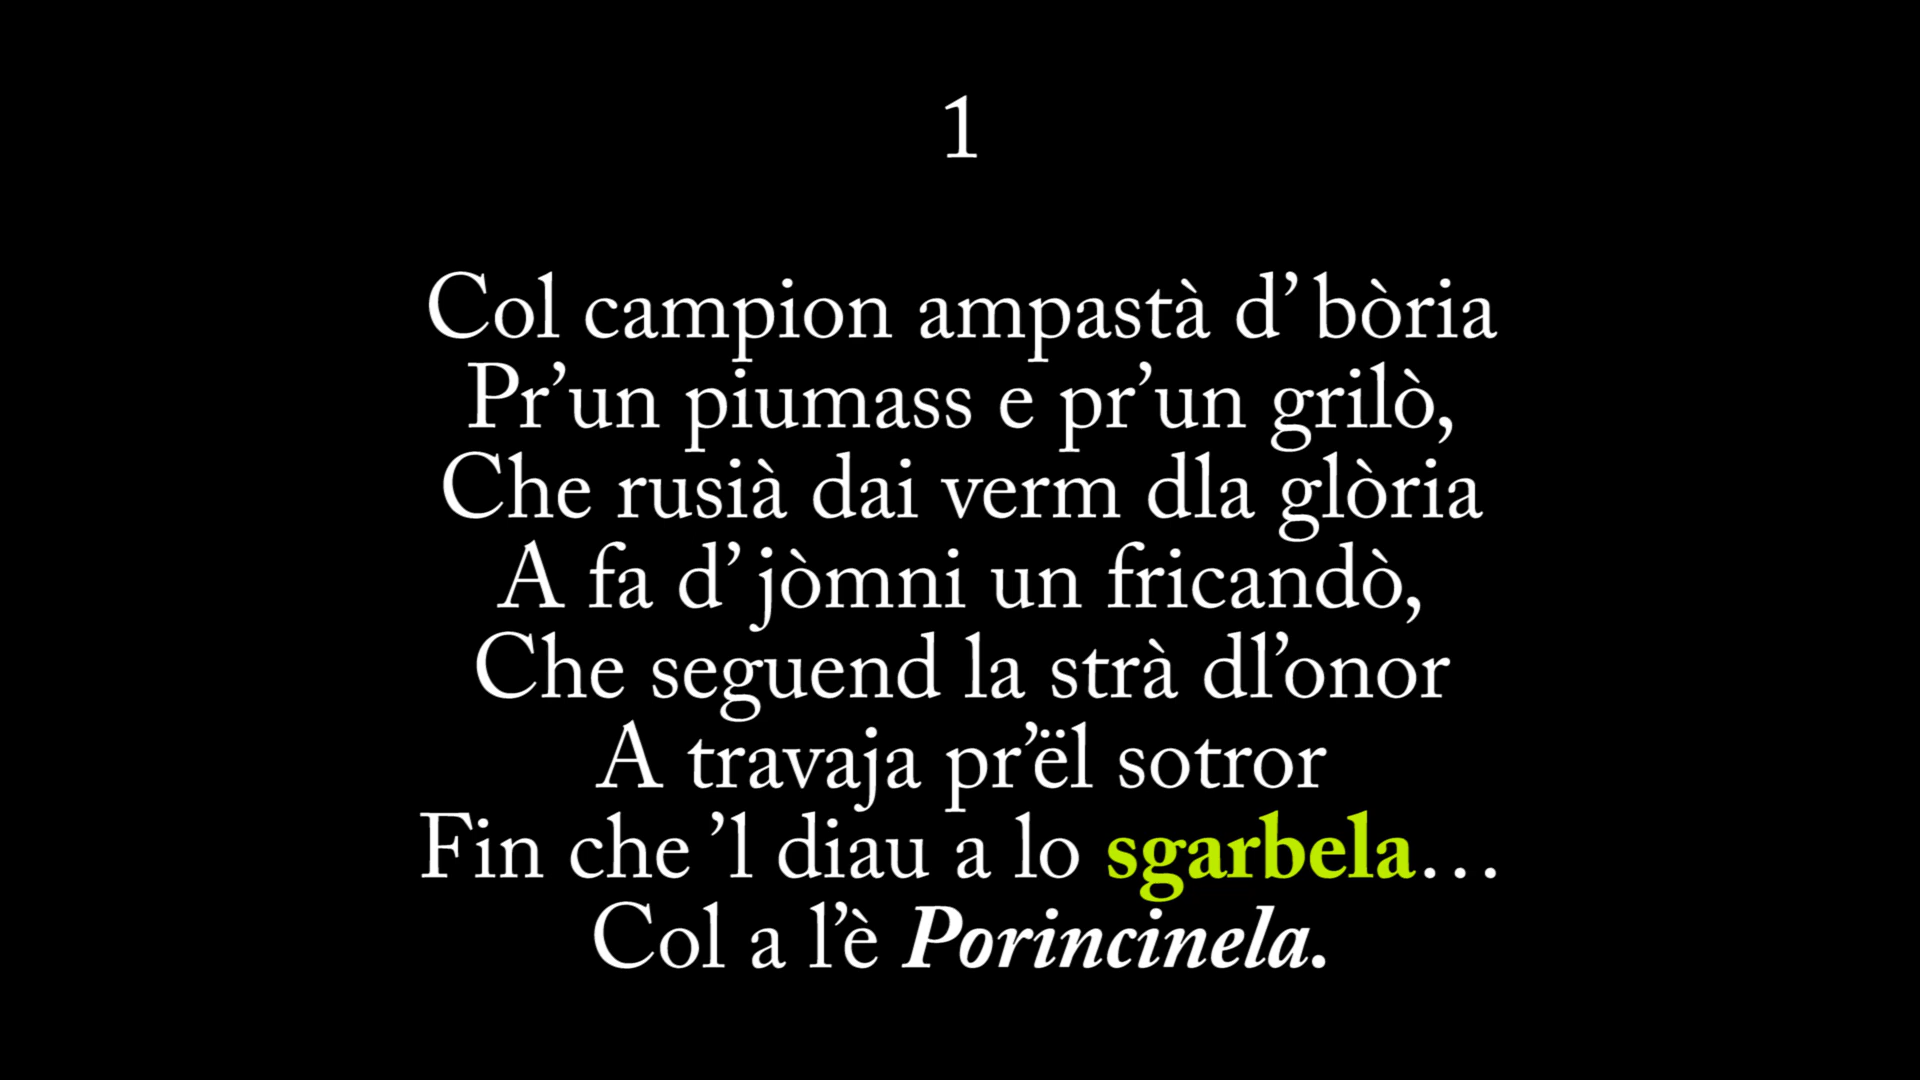 1
Col campion ampastà d’ bòria
Pr’un piumass e pr’un grilò,
Che rusià dai verm dla glòria
A fa d’ jòmni un fricandò,
Che seguend la strà dl’onor
A travaja pr’ël sotror
Fin che ’l diau a lo sgarbela…
Col a l’è Porincinela.